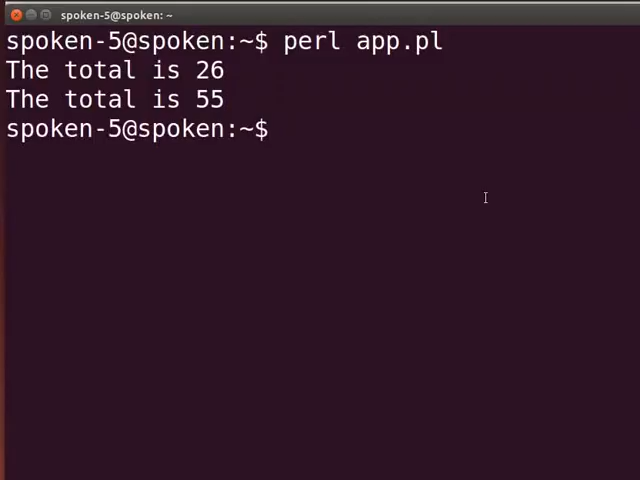 spoken-5@spoken: ~
spoken-5@spoken:~$ perl app.pl
The total is 26
The total is 55
spoken-5@spoken:~$